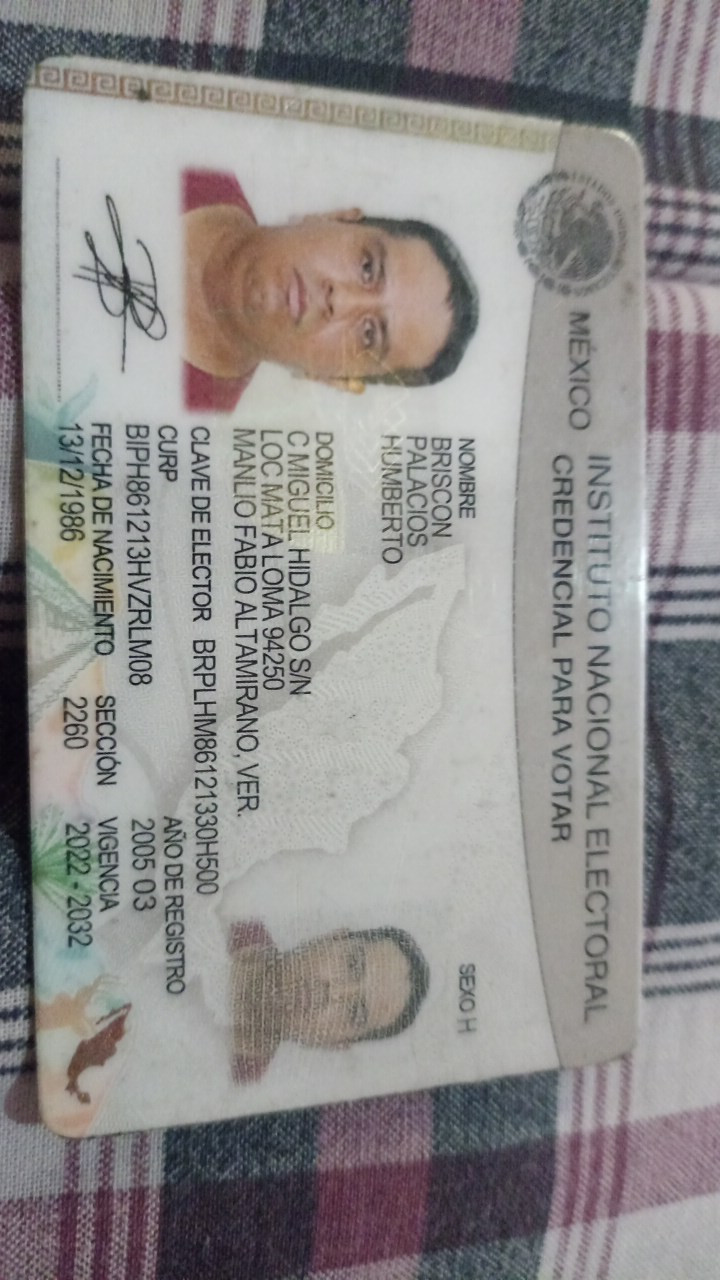 MÉXICO INSTITUTO NACIONAL ELECTORAL
CREDENCIAL PARA VOTAR
NOMBRE
BRISCON
PALACIOS
HUMBERTO
SEXO H
DOMICILIO
C MIGUEL HIDALGO S/N
LOC MATA LOMA 94250
MANLIO FABIO ALTAMIRANO, VER.
CLAVE DE ELECTOR BRPLHM86121330H500
CURP
BIPH861213HVZRLM08
AÑO DE REGISTRO
2005 03
FECHA DE NACIMIENTO
13/12/1986
SECCIÓN
2260
VIGENCIA
2022 - 2032